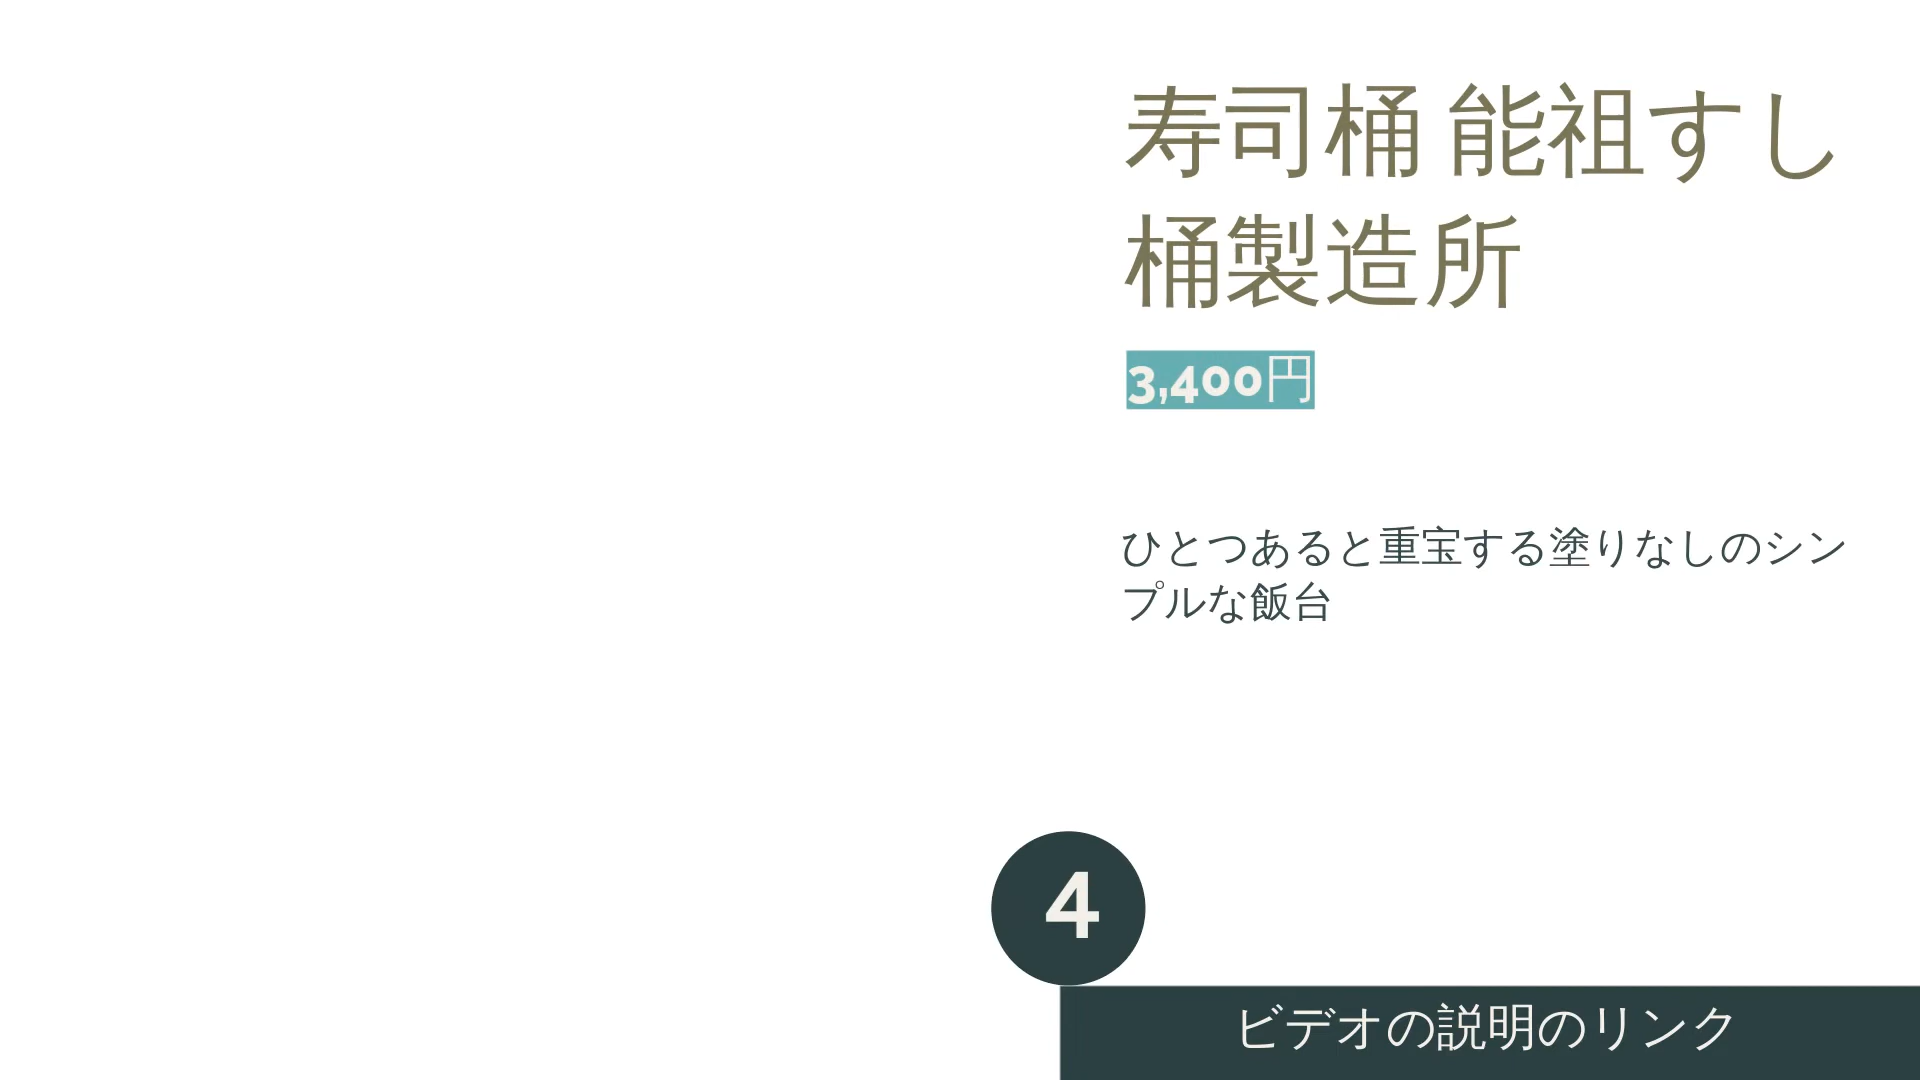 寿司桶 能祖すし
桶製造所
3,400円
ひとつあると重宝する塗りなしのシン
プルな飯台
4
ビデオの説明のリンク